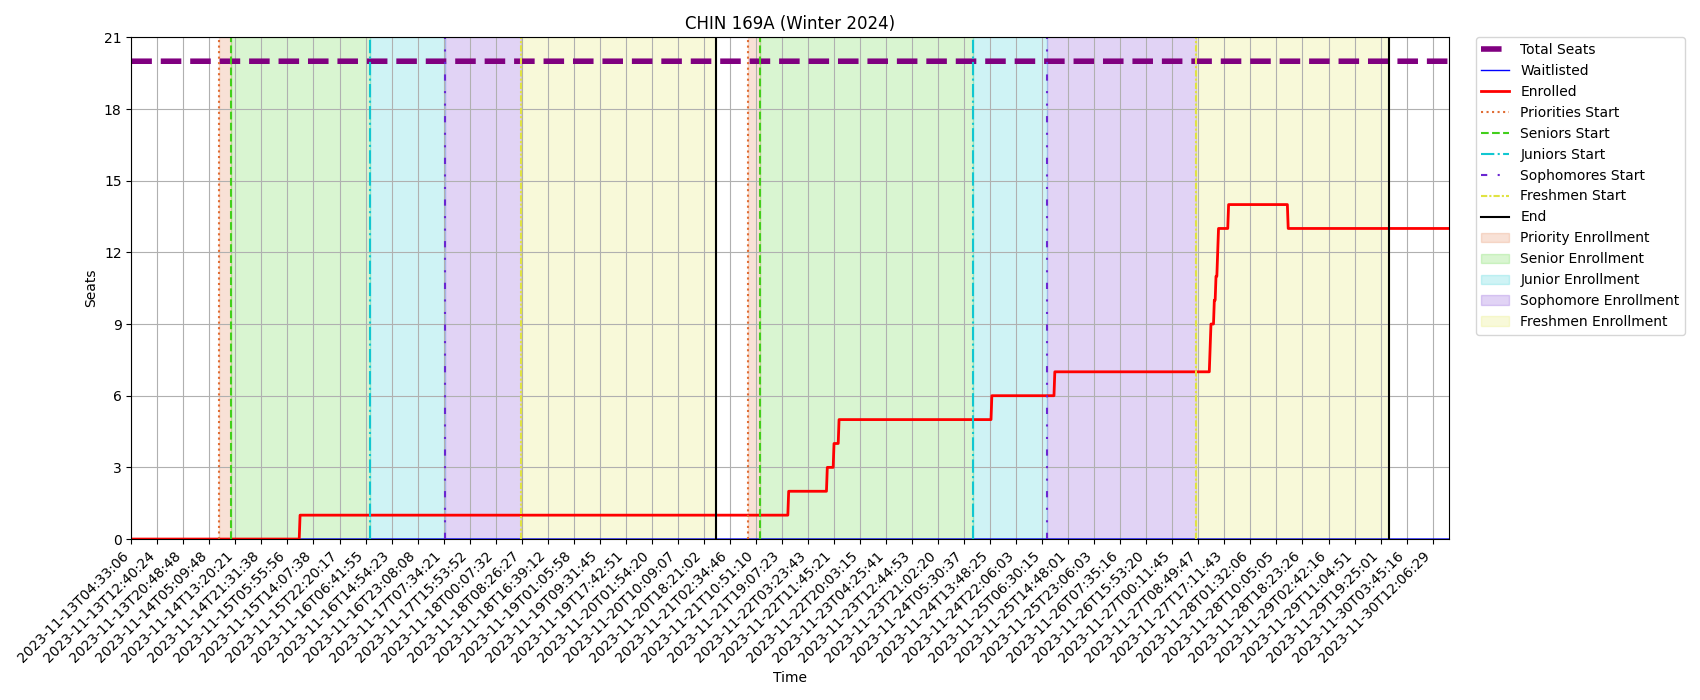 CHIN 169A (Winter 2024)
21
18
15
12
9
6
3
0
Seats
2023-11-13T04:33:06
2023-11-13T12:40:24
2023-11-13T20:48:48
2023-11-14T05:09:48
2023-11-14T13:20:21
2023-11-14T21:31:38
2023-11-15T05:55:56
2023-11-15T14:07:38
2023-11-15T22:20:17
2023-11-16T06:41:55
2023-11-16T14:54:23
2023-11-16T23:08:08
2023-11-17T07:34:21
2023-11-17T15:53:52
2023-11-18T00:07:32
2023-11-18T08:26:27
2023-11-18T16:39:12
2023-11-19T01:05:58
2023-11-19T09:31:45
2023-11-19T17:42:51
2023-11-20T01:54:20
2023-11-20T10:09:07
2023-11-20T18:21:02
2023-11-21T02:34:46
2023-11-21T10:51:10
2023-11-21T19:07:23
2023-11-22T03:23:43
2023-11-22T11:45:21
2023-11-22T20:03:15
2023-11-23T04:25:41
2023-11-23T12:44:53
2023-11-23T21:02:20
2023-11-24T05:30:37
2023-11-24T13:48:25
2023-11-24T22:06:03
2023-11-25T06:30:15
2023-11-25T14:48:01
2023-11-25T23:06:03
2023-11-26T07:35:16
2023-11-26T15:53:20
2023-11-27T00:11:45
2023-11-27T08:49:47
2023-11-27T17:11:43
2023-11-28T01:32:06
2023-11-28T10:05:05
2023-11-28T18:23:26
2023-11-29T02:42:16
2023-11-29T11:04:51
2023-11-29T19:25:01
2023-11-30T03:45:16
2023-11-30T12:06:29
Time
Total Seats
Waitlisted
Enrolled
Priorities Start
Seniors Start
Juniors Start
Sophomores Start
Freshmen Start
End
Priority Enrollment
Senior Enrollment
Junior Enrollment
Sophomore Enrollment
Freshmen Enrollment